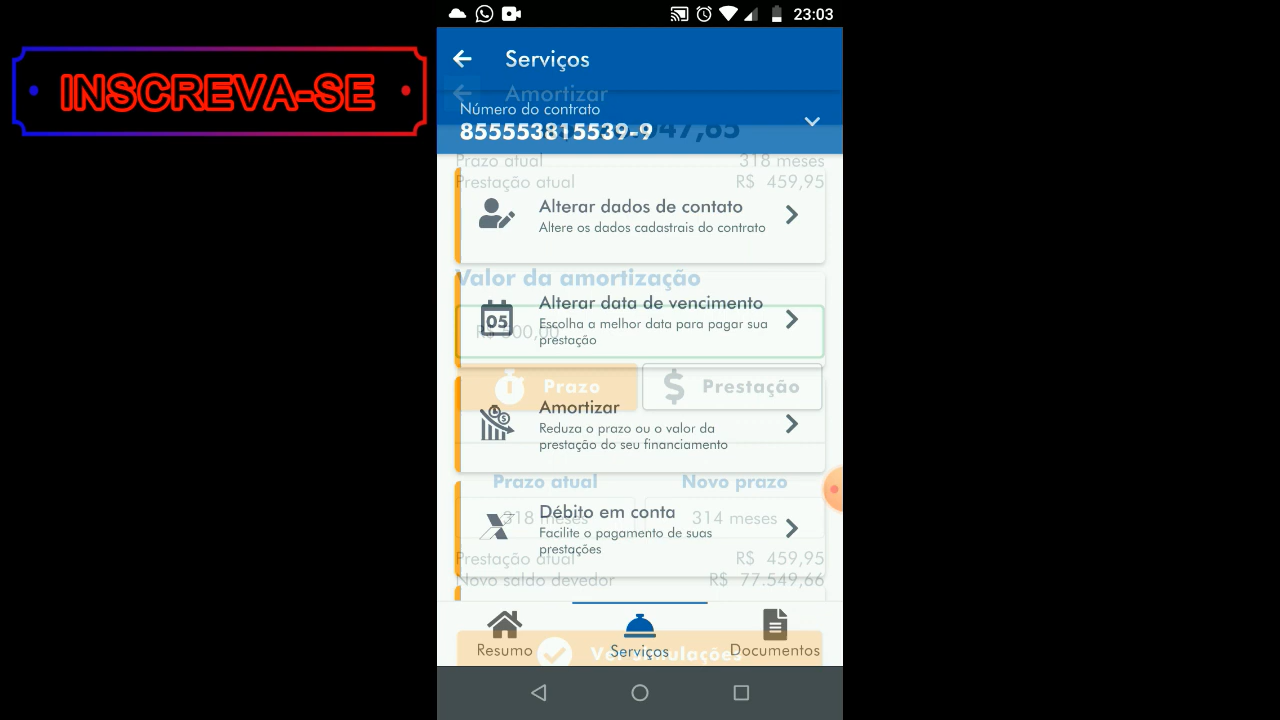 INSCREVA-SE
23:03
Serviços
Amortizar
Número do contrato
855553815539-9
47,65
Prazo atual 318 meses
Prestação atual R$ 459,95
Alterar dados de contato
Altere os dados cadastrais do contrato
Valor da amortização
Alterar data de vencimento
05
Escolha a melhor data para pagar sua
prestação
Prazo
Prestação
Amortizar
Reduza o prazo ou o valor da
prestação do seu financiamento
Prazo atual Novo prazo
318 meses 314 meses
Débito em conta
Facilite o pagamento de suas
prestações
Prestação atual R$ 459,95
Novo saldo devedor R$ 77.549,66
Ver simulações
Resumo Serviços Documentos